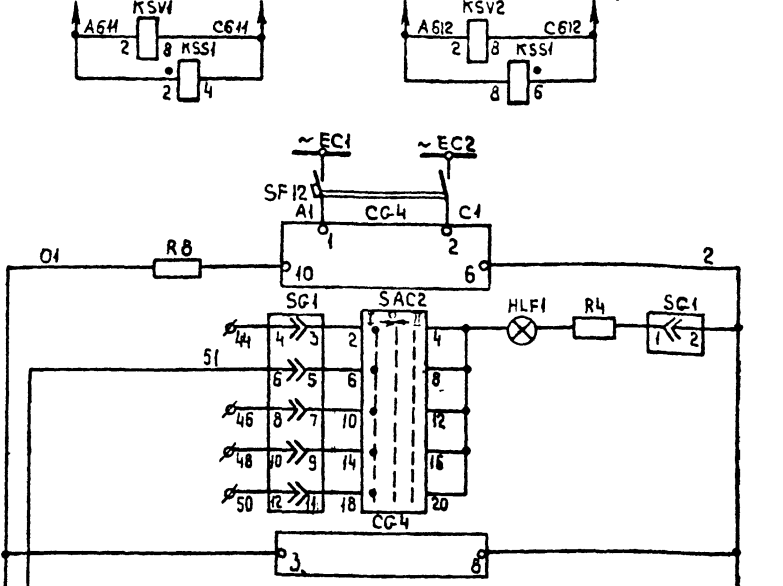 KSV1 KSV2
A611 C611 A612 C612
2 8 KSS1 2 8 KSS1
2 4 8 6
~ EC1 ~ EC2
SF12
A1 CG4 C1
1 2
01 R8 10 6 2
SG1 SAC2 HLF1 R4 SG1
I 0 II
44 4 3 2 4 1 2
51
6 5 6 8
46 8 7 10 12
48 10 9 14 16
50 12 11 18 20
CG4
3 8